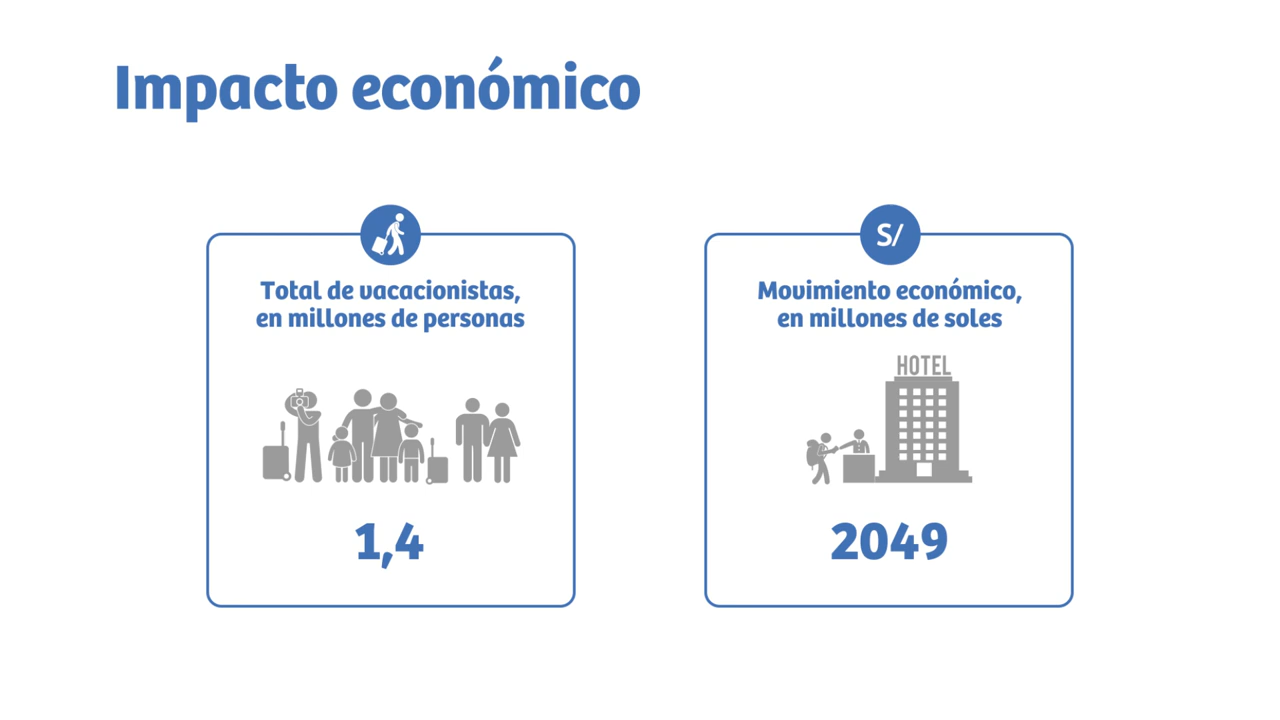 Impacto económico
Total de vacacionistas,
en millones de personas
1,4
S/
Movimiento económico,
en millones de soles
HOTEL
2049